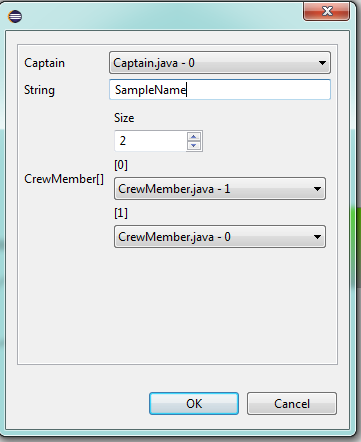 Captain Captain.java - 0
String SampleName
Size
2
[0]
CrewMember[] CrewMember.java - 1
[1]
CrewMember.java - 0
OK Cancel